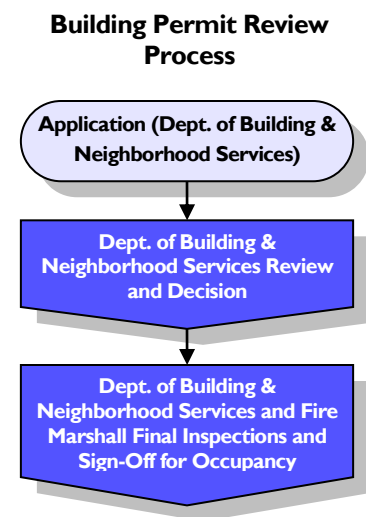 Building Permit Review
Process
Application (Dept. of Building &
Neighborhood Services)
Dept. of Building &
Neighborhood Services Review
and Decision
Dept. of Building &
Neighborhood Services and Fire
Marshall Final Inspections and
Sign-Off for Occupancy